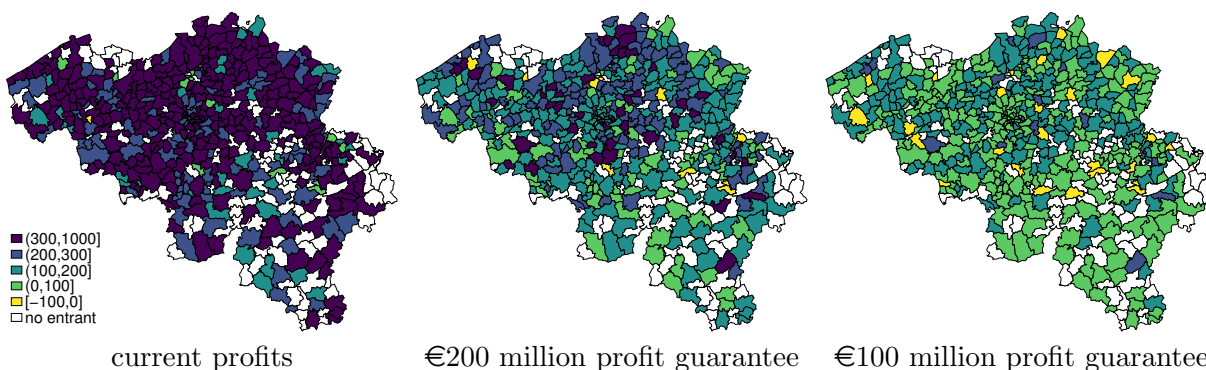 (300,1000]
(200,300]
(100,200]
(0,100]
[−100,0]
no entrant
current profits
€200 million profit guarantee
€100 million profit guarantee